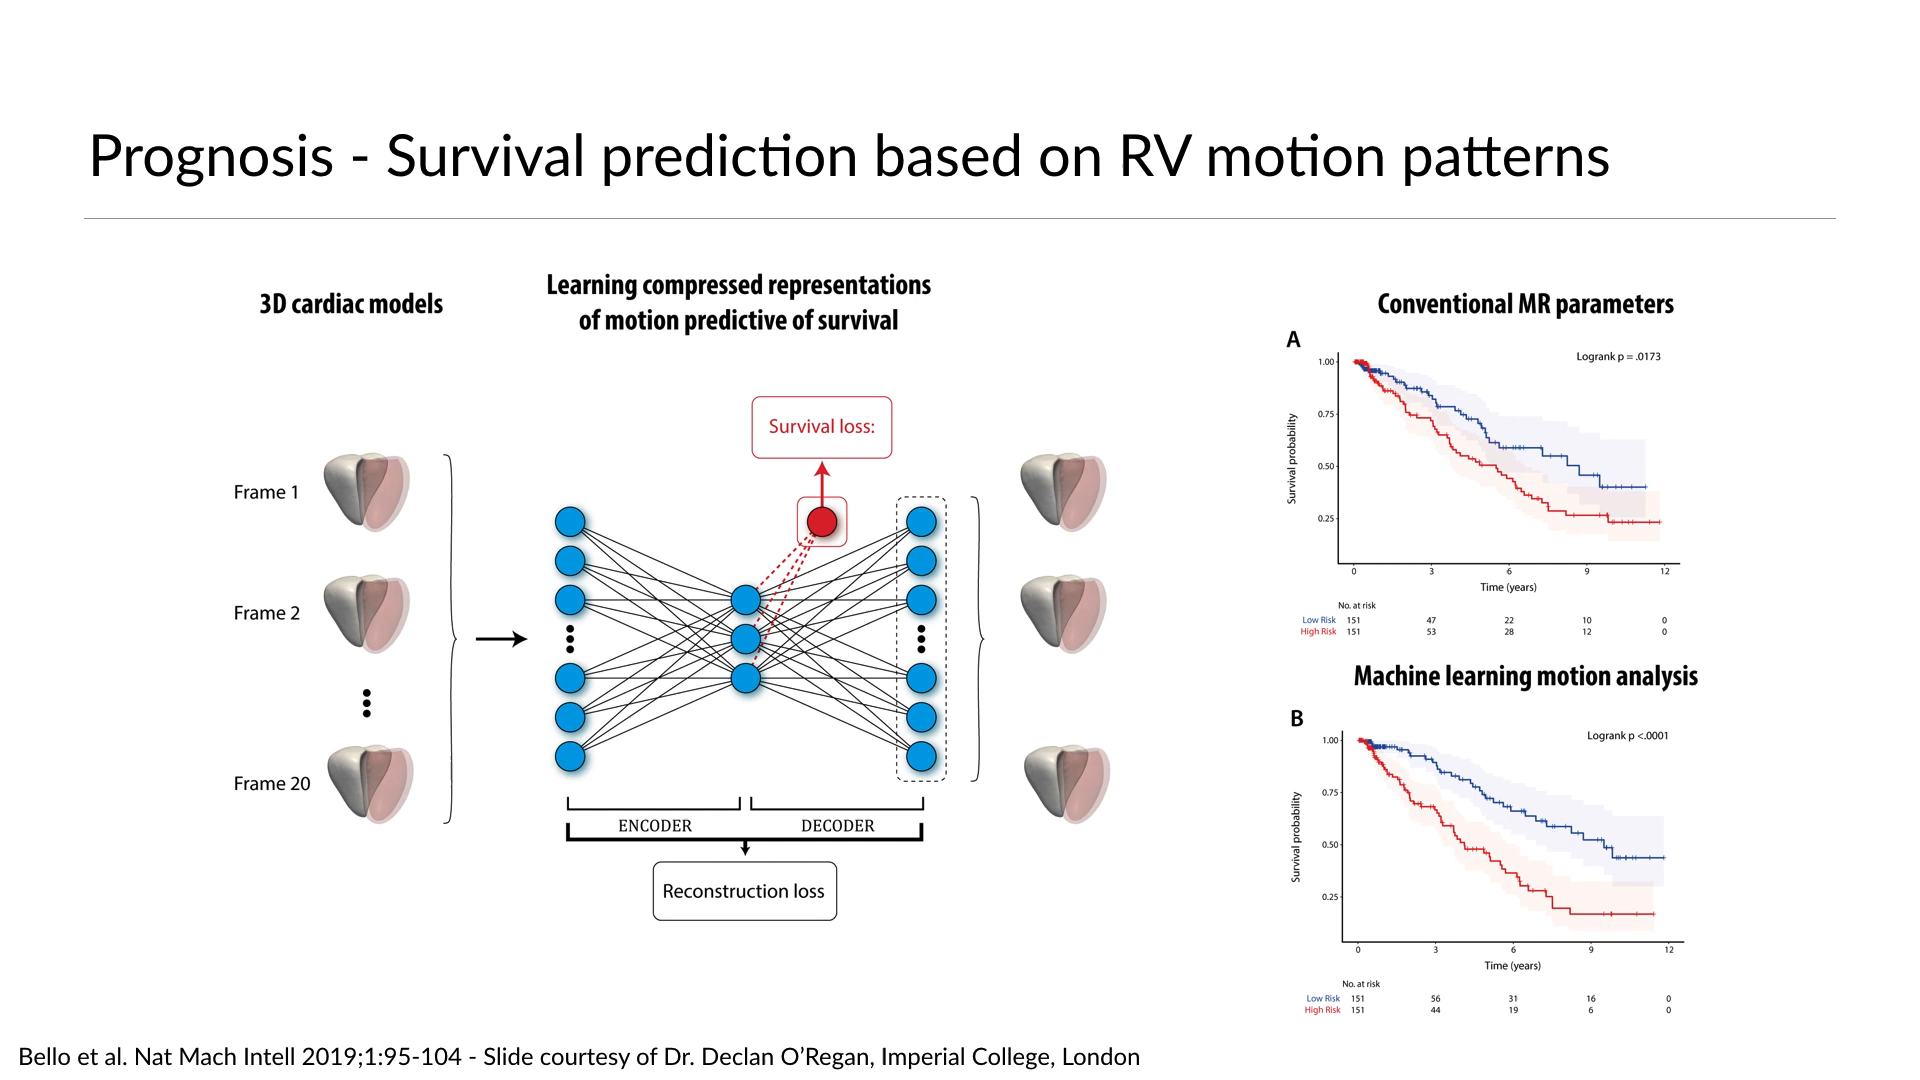 Prognosis - Survival prediction based on RV motion patterns
3D cardiac models
Learning compressed representations
of motion predictive of survival
Frame 1
Frame 2
Frame 20
Survival loss:
ENCODER
DECODER
Reconstruction loss
Conventional MR parameters
A
Logrank p = .0173
Survival probability
1.00
0.75
0.50
0.25
0 3 6 9 12
Time (years)
No. at risk
Low Risk 151 47 22 10 0
High Risk 151 53 28 12 0
Machine learning motion analysis
B
Logrank p <.0001
Survival probability
1.00
0.75
0.50
0.25
0 3 6 9 12
Time (years)
No. at risk
Low Risk 151 56 31 16 0
High Risk 151 44 19 6 0
Bello et al. Nat Mach Intell 2019;1:95-104 - Slide courtesy of Dr. Declan O’Regan, Imperial College, London